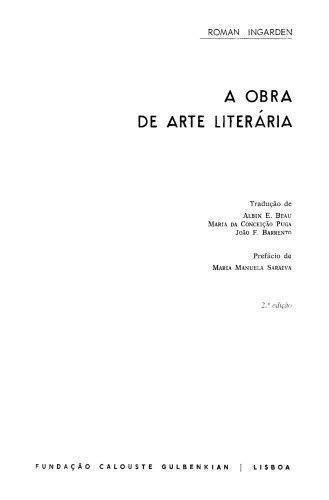 ROMAN INGARDEN
A OBRA
DE ARTE LITERÁRIA
Tradução de
ALBIN E. BEAU
MARIA DA CONCEIÇÃO PUGA
JOÃO F. BARRENTO
Prefácio de
MARIA MANUELA SARAIVA
2.ª edição
FUNDAÇÃO CALOUSTE GULBENKIAN | LISBOA